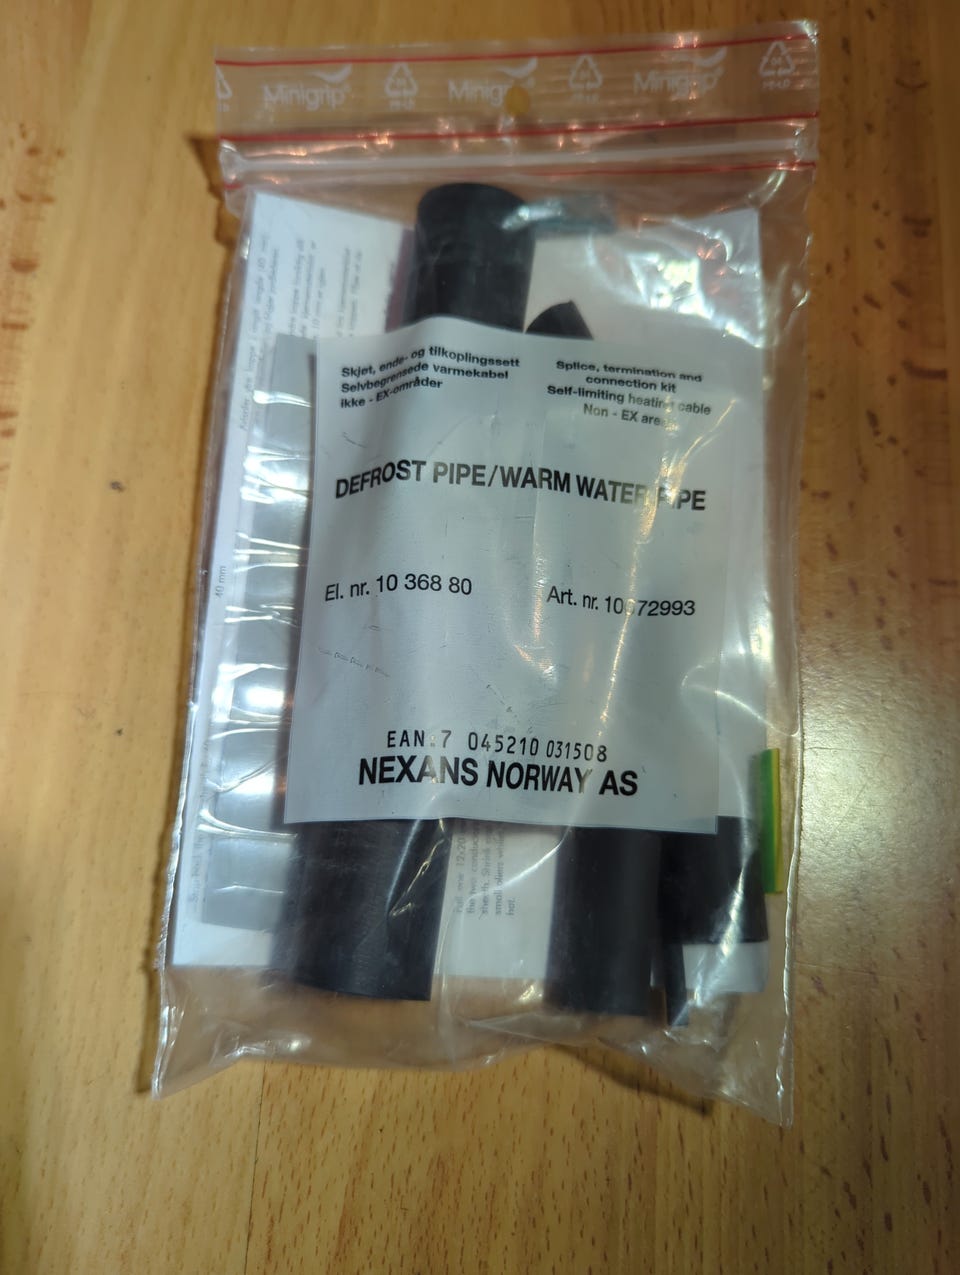 Minigrip
Minigrip
Minigrip
Skjøt, ende- og tilkoplingssett
Selvbegrensede varmekabel
Ikke - EX-områder
Splice, termination and
connection kit
Self-limiting heating cable
Non - EX areas
DEFROST PIPE/WARM WATER PIPE
El. nr. 10 368 80
Art. nr. 10072993
EAN:7 045210 031508
NEXANS NORWAY AS
40 mm